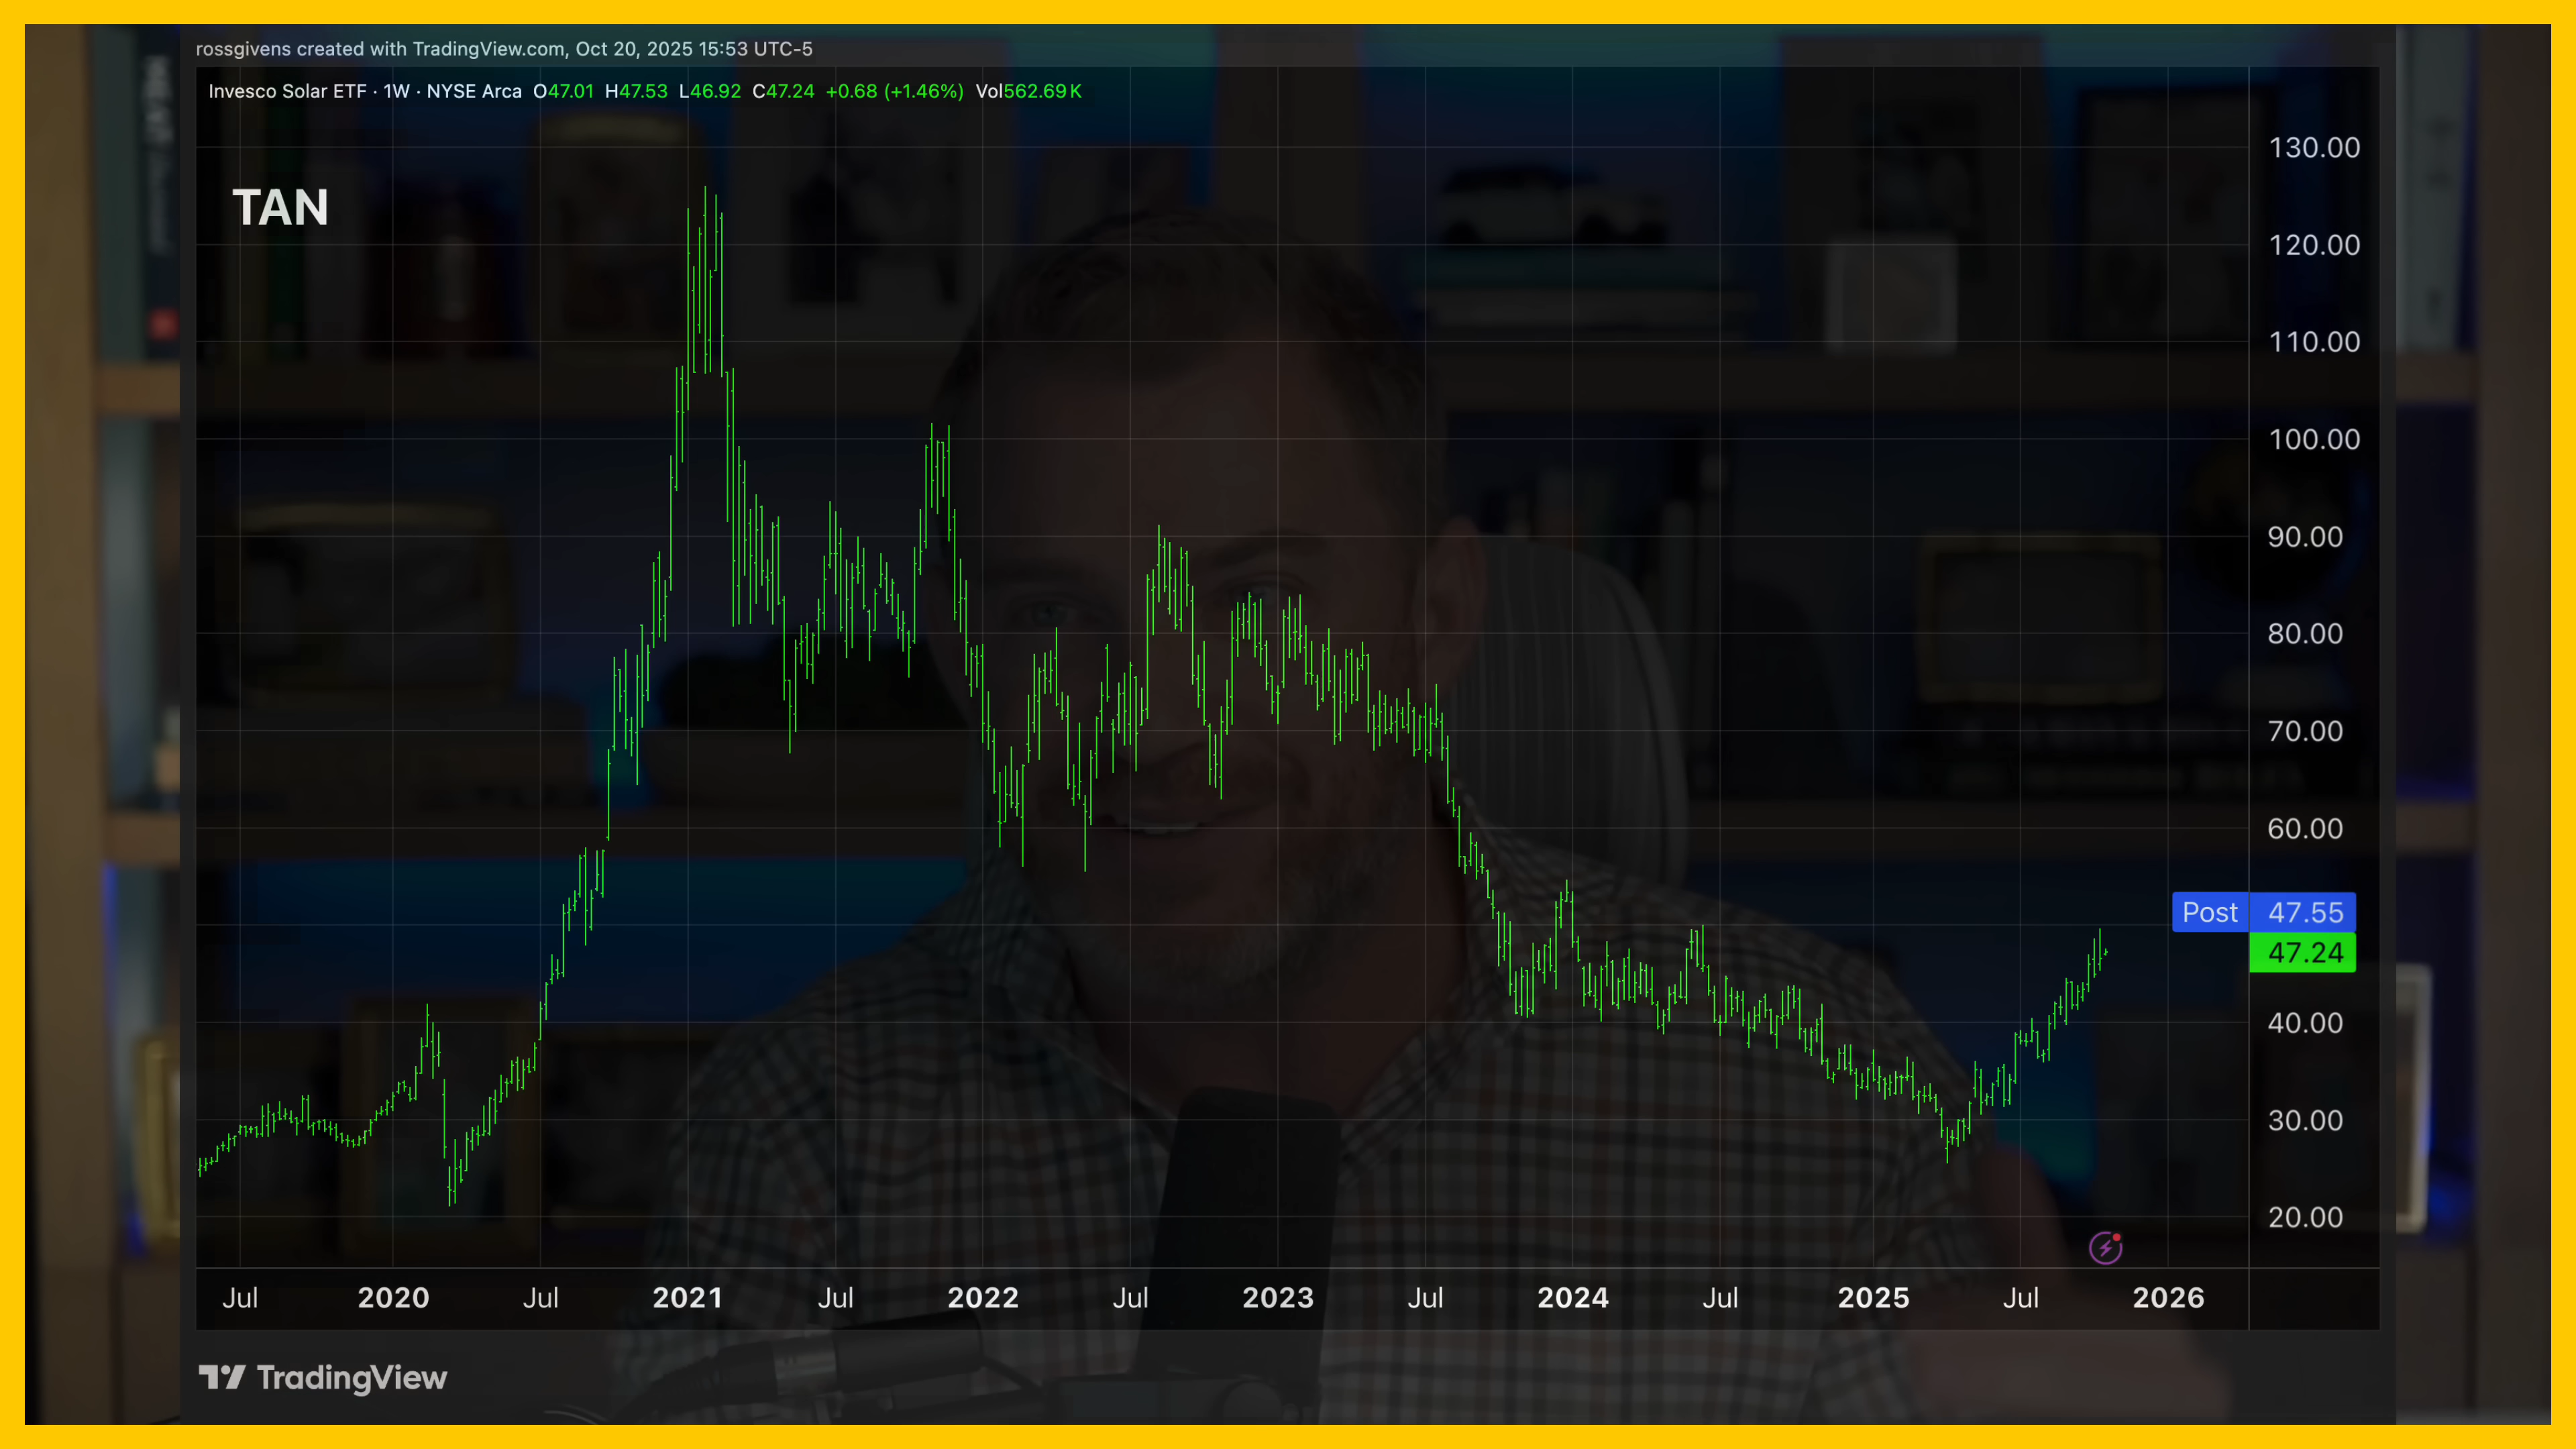 rossgivens created with TradingView.com, Oct 20, 2025 15:53 UTC-5
Invesco Solar ETF · 1W · NYSE Arca O47.01 H47.53 L46.92 C47.24 +0.68 (+1.46%) Vol562.69K
TAN
130.00
120.00
110.00
100.00
90.00
80.00
70.00
60.00
Post 47.55
47.24
40.00
30.00
20.00
Jul 2020 Jul 2021 Jul 2022 Jul 2023 Jul 2024 Jul 2025 Jul 2026
TradingView